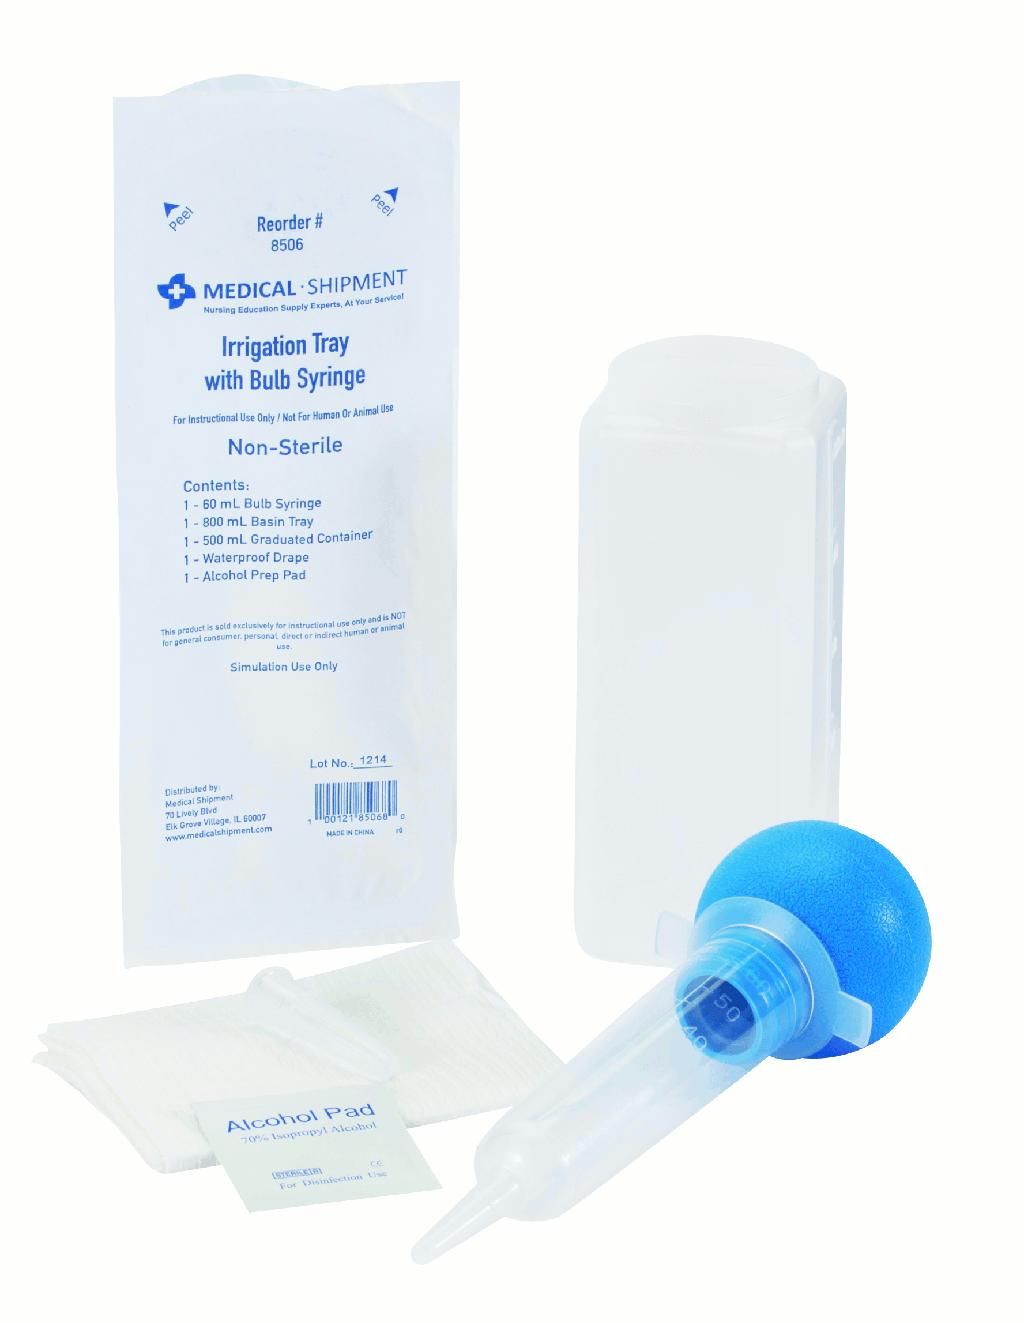 Peel
Peel
Reorder #
8506
MEDICAL · SHIPMENT
Nursing Education Supply Experts, At Your Service!
Irrigation Tray
with Bulb Syringe
For Instructional Use Only / Not For Human Or Animal Use
Non-Sterile
Contents:
1 - 60 mL Bulb Syringe
1 - 800 mL Basin Tray
1 - 500 mL Graduated Container
1 - Waterproof Drape
1 - Alcohol Prep Pad
This product is sold exclusively for instructional use only and is NOT
for general consumer, personal, direct or indirect human or animal
use.
Simulation Use Only
Lot No.: 1214
Distributed by:
Medical Shipment
70 Lively Blvd
Elk Grove Village, IL 60007
www.medicalshipment.com
1 00121 85068 0
MADE IN CHINA r0
50
40
Alcohol Pad
70% Isopropyl Alcohol
STERILE R
CE
For Disinfection Use